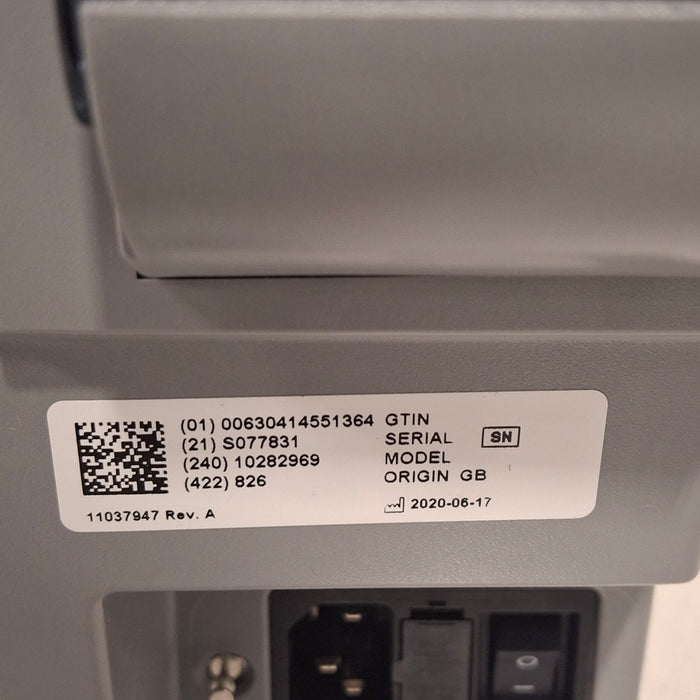 (01) 00630414551364 GTIN
(21) S077831 SERIAL SN
(240) 10282969 MODEL
(422) 826 ORIGIN GB
11037947 Rev. A 2020-06-17